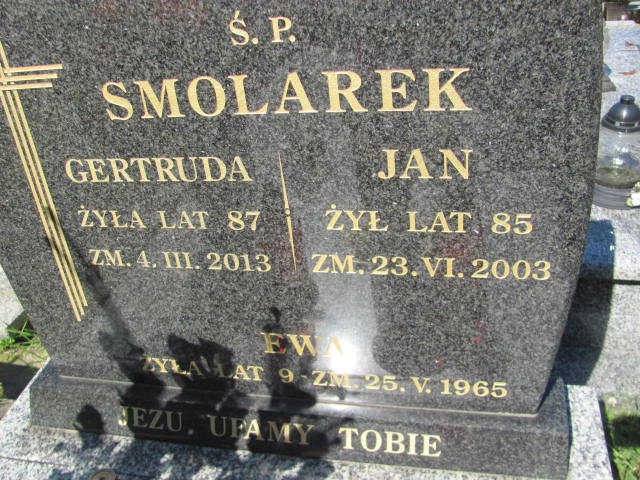 Ś. P.
SMOLAREK
GERTRUDA
ŻYŁA LAT 87
ZM. 4. III. 2013
JAN
ŻYŁ LAT 85
ZM. 23. VI. 2003
EWA
ŻYŁA LAT 9 - ZM. 25. V. 1965
JEZU UFAMY TOBIE